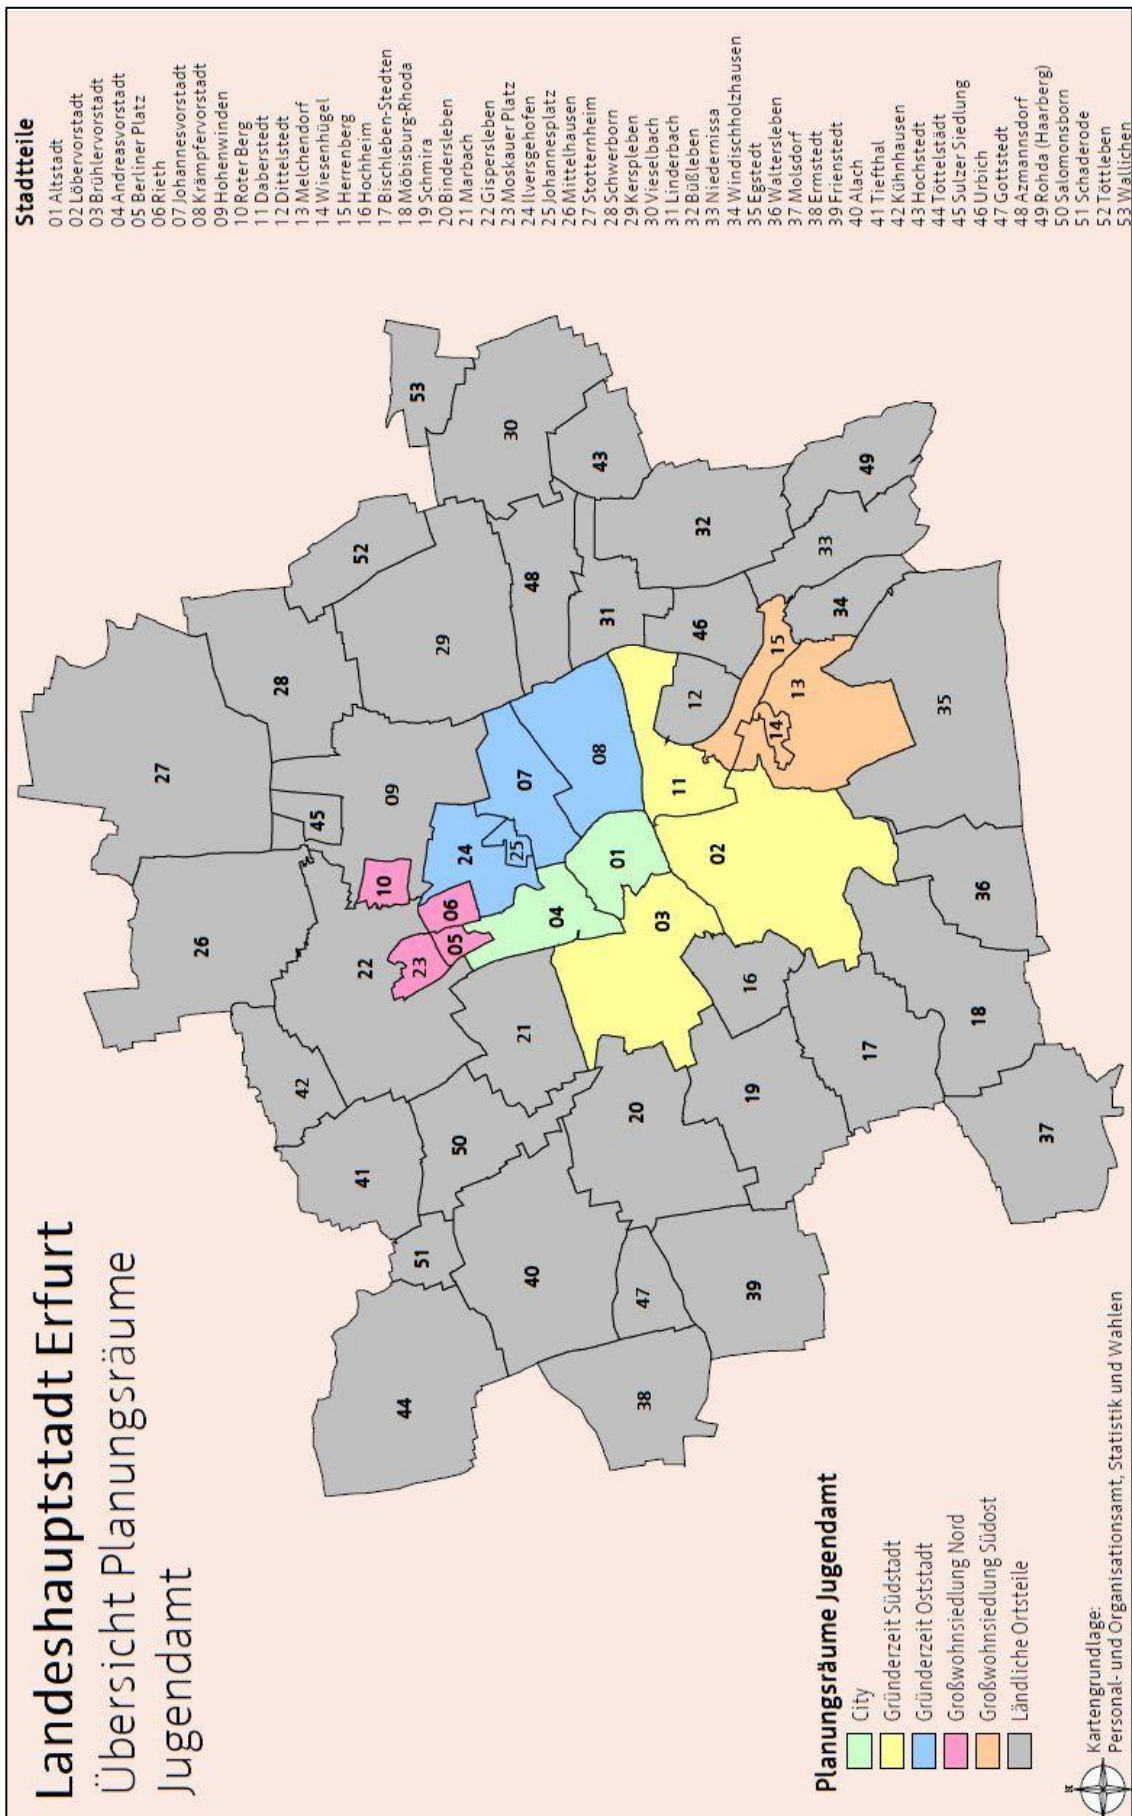 Landeshauptstadt Erfurt
Übersicht Planungsräume
Jugendamt
Stadtteile
01 Altstadt
02 Löbervorstadt
03 Brühlervorstadt
04 Andreasvorstadt
05 Berliner Platz
06 Rieth
07 Johannesvorstadt
08 Krämpfervorstadt
09 Hohenwinden
10 Roter Berg
11 Daberstedt
12 Dittelstedt
13 Melchendorf
14 Wiesenhügel
15 Herrenberg
16 Hochheim
17 Bischleben-Stedten
18 Möbisburg-Rhoda
19 Schmira
20 Bindersleben
21 Marbach
22 Gispersleben
23 Moskauer Platz
24 Ilversgehofen
25 Johannesplatz
26 Mittelhausen
27 Stotternheim
28 Schwerborn
29 Kerspleben
30 Vieselbach
31 Linderbach
32 Büßleben
33 Niedernissa
34 Windischholzhausen
35 Egstedt
36 Waltersleben
37 Molsdorf
38 Ermstedt
39 Frienstedt
40 Alach
41 Tiefthal
42 Kühnhausen
43 Hochstedt
44 Töttelstädt
45 Sulzer Siedlung
46 Urbich
47 Gottstedt
48 Azmannsdorf
49 Rohda (Haarberg)
50 Salomonsborn
51 Schaderode
52 Töttleben
53 Wallichen
27
26
28
45
09
52
53
42
22
10
29
30
41
23
05
06
24
44
51
50
21
04
25
07
48
43
40
01
08
31
47
20
03
11
32
38
02
12
46
39
19
16
14
13
15
33
49
34
17
35
18
36
37
Planungsräume Jugendamt
City
Gründerzeit Südstadt
Gründerzeit Oststadt
Großwohnsiedlung Nord
Großwohnsiedlung Südost
Ländliche Ortsteile
N
Kartengrundlage:
Personal- und Organisationsamt, Statistik und Wahlen